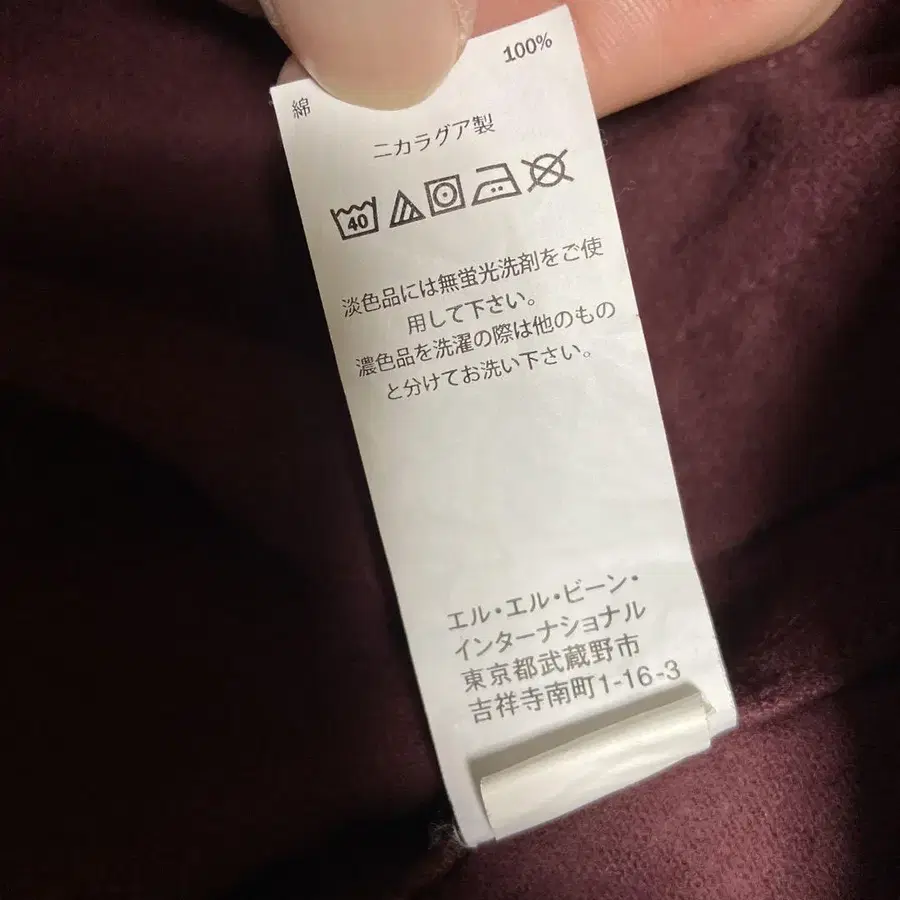 綿 100%
ニカラグア製
40
淡色品には無蛍光洗剤をご使
用して下さい。
濃色品を洗濯の際は他のもの
と分けてお洗い下さい。
エル・エル・ビーン・
インターナショナル
東京都武蔵野市
吉祥寺南町1-16-3